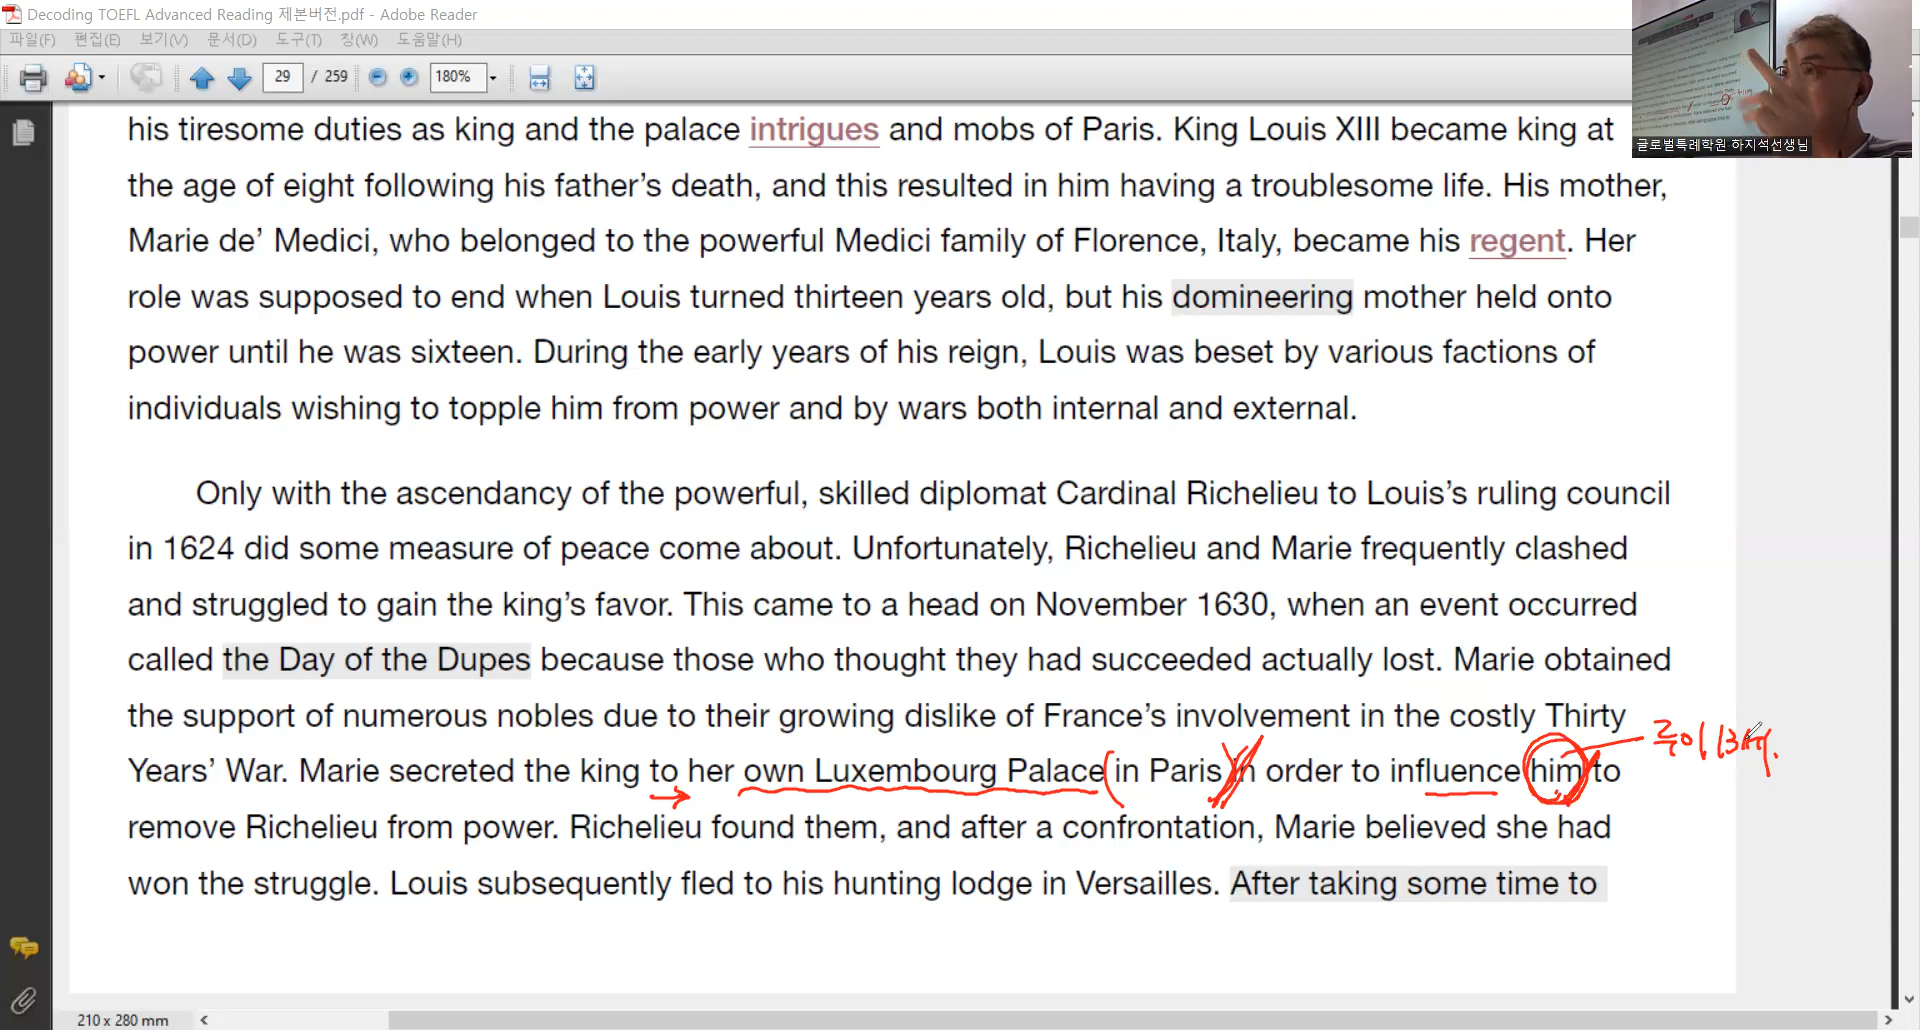 Decoding TOEFL Advanced Reading 제본버전.pdf - Adobe Reader
파일(F) 편집(E) 보기(V) 문서(D) 도구(T) 창(W) 도움말(H)
29 / 259 180%
글로벌특례학원 하지석선생님
his tiresome duties as king and the palace intrigues and mobs of Paris. King Louis XIII became king at
the age of eight following his father’s death, and this resulted in him having a troublesome life. His mother,
Marie de’ Medici, who belonged to the powerful Medici family of Florence, Italy, became his regent. Her
role was supposed to end when Louis turned thirteen years old, but his domineering mother held onto
power until he was sixteen. During the early years of his reign, Louis was beset by various factions of
individuals wishing to topple him from power and by wars both internal and external.
Only with the ascendancy of the powerful, skilled diplomat Cardinal Richelieu to Louis’s ruling council
in 1624 did some measure of peace come about. Unfortunately, Richelieu and Marie frequently clashed
and struggled to gain the king’s favor. This came to a head on November 1630, when an event occurred
called the Day of the Dupes because those who thought they had succeeded actually lost. Marie obtained
the support of numerous nobles due to their growing dislike of France’s involvement in the costly Thirty
루이 13세.
Years’ War. Marie secreted the king to her own Luxembourg Palace (in Paris in order to influence him to
remove Richelieu from power. Richelieu found them, and after a confrontation, Marie believed she had
won the struggle. Louis subsequently fled to his hunting lodge in Versailles. After taking some time to
210 x 280 mm